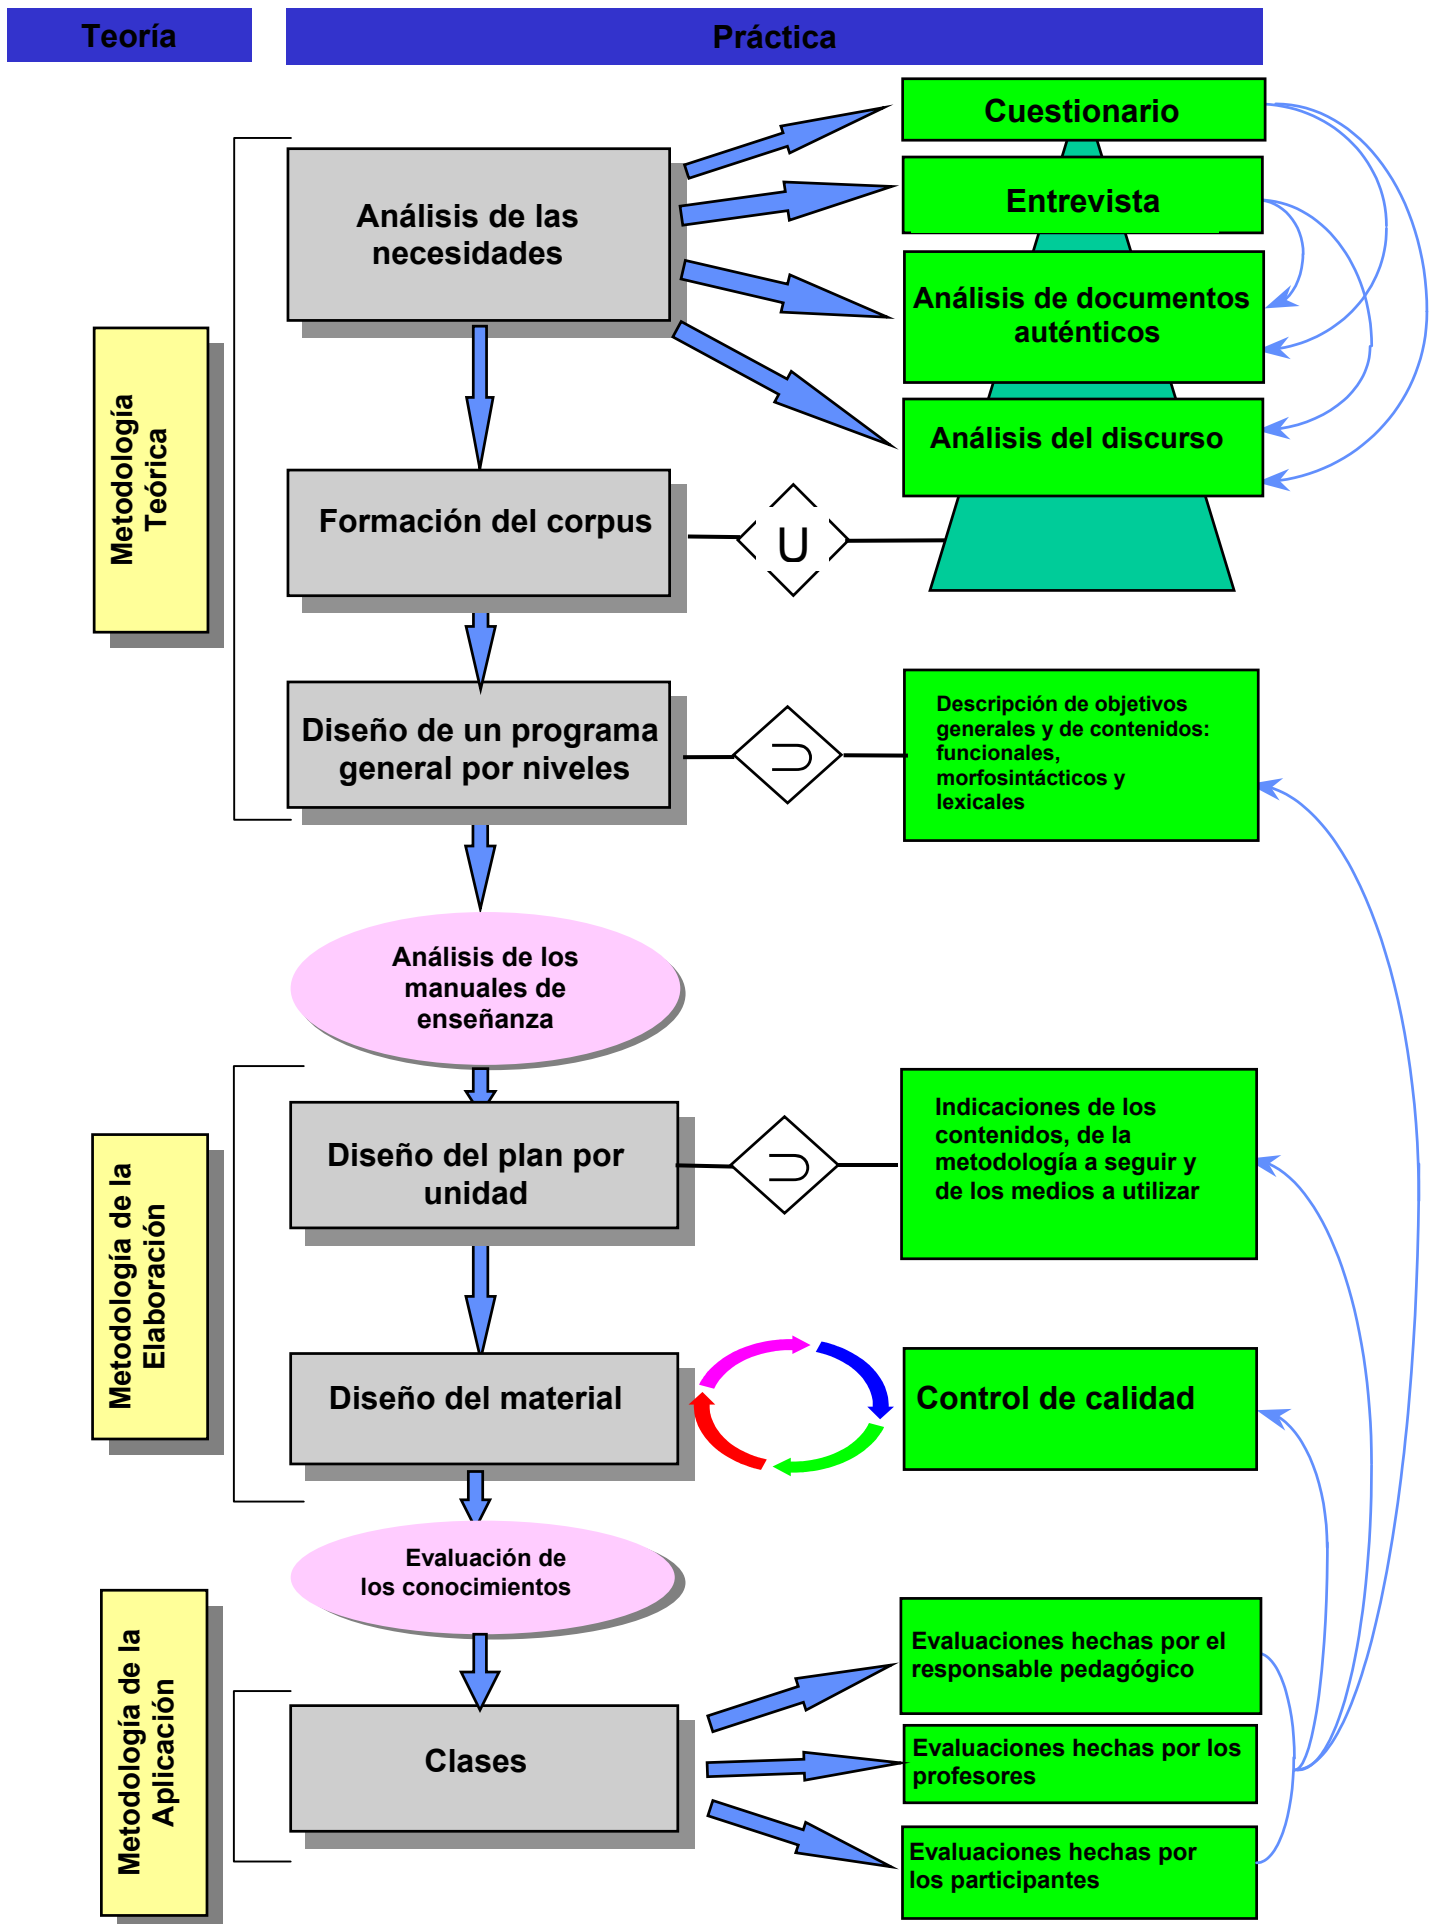 Teoría
Práctica
Cuestionario
Entrevista
Análisis de documentos
auténticos
Análisis del discurso
Análisis de las
necesidades
Metodología
Teórica
Formación del corpus
∪
Diseño de un programa
general por niveles
⊃
Descripción de objetivos
generales y de contenidos:
funcionales,
morfosintácticos y
lexicales
Análisis de los
manuales de
enseñanza
Metodología de la
Elaboración
Diseño del plan por
unidad
⊃
Indicaciones de los
contenidos, de la
metodología a seguir y
de los medios a utilizar
Diseño del material
Control de calidad
Evaluación de
los conocimientos
Metodología de la
Aplicación
Clases
Evaluaciones hechas por el
responsable pedagógico
Evaluaciones hechas por los
profesores
Evaluaciones hechas por
los participantes